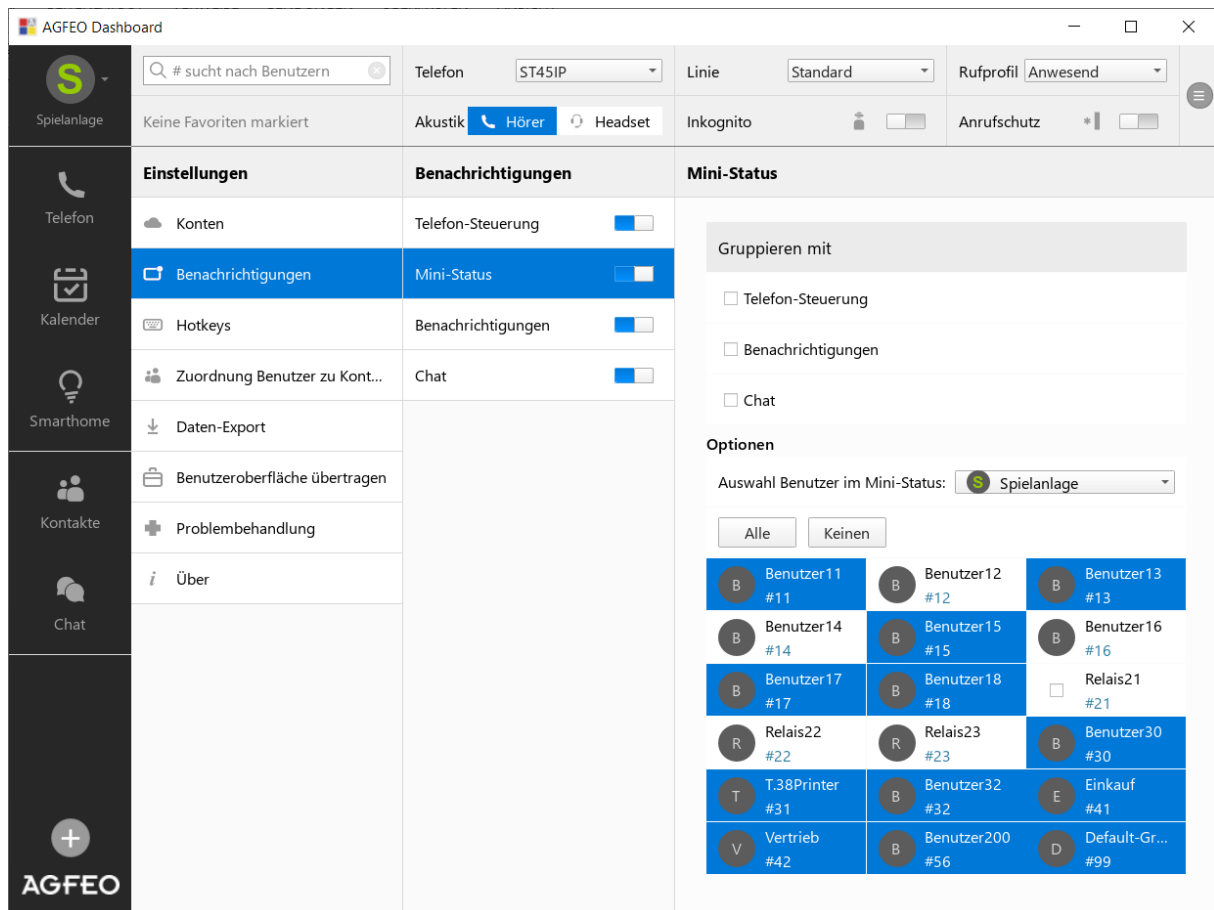 AGFEO Dashboard
S
Spielanlage
# sucht nach Benutzern
Telefon
ST45IP
Linie
Standard
Rufprofil
Anwesend
Keine Favoriten markiert
Akustik
Hörer
Headset
Inkognito
Anrufschutz
Telefon
Kalender
Smarthome
Kontakte
Chat
AGFEO
Einstellungen
Konten
Benachrichtigungen
Hotkeys
Zuordnung Benutzer zu Kont...
Daten-Export
Benutzeroberfläche übertragen
Problembehandlung
i Über
Benachrichtigungen
Telefon-Steuerung
Mini-Status
Benachrichtigungen
Chat
Mini-Status
Gruppieren mit
Telefon-Steuerung
Benachrichtigungen
Chat
Optionen
Auswahl Benutzer im Mini-Status:
S Spielanlage
Alle
Keinen
B Benutzer11
#11
B Benutzer12
#12
B Benutzer13
#13
B Benutzer14
#14
B Benutzer15
#15
B Benutzer16
#16
B Benutzer17
#17
B Benutzer18
#18
Relais21
#21
R Relais22
#22
R Relais23
#23
B Benutzer30
#30
T T.38Printer
#31
B Benutzer32
#32
E Einkauf
#41
V Vertrieb
#42
B Benutzer200
#56
D Default-Gr...
#99